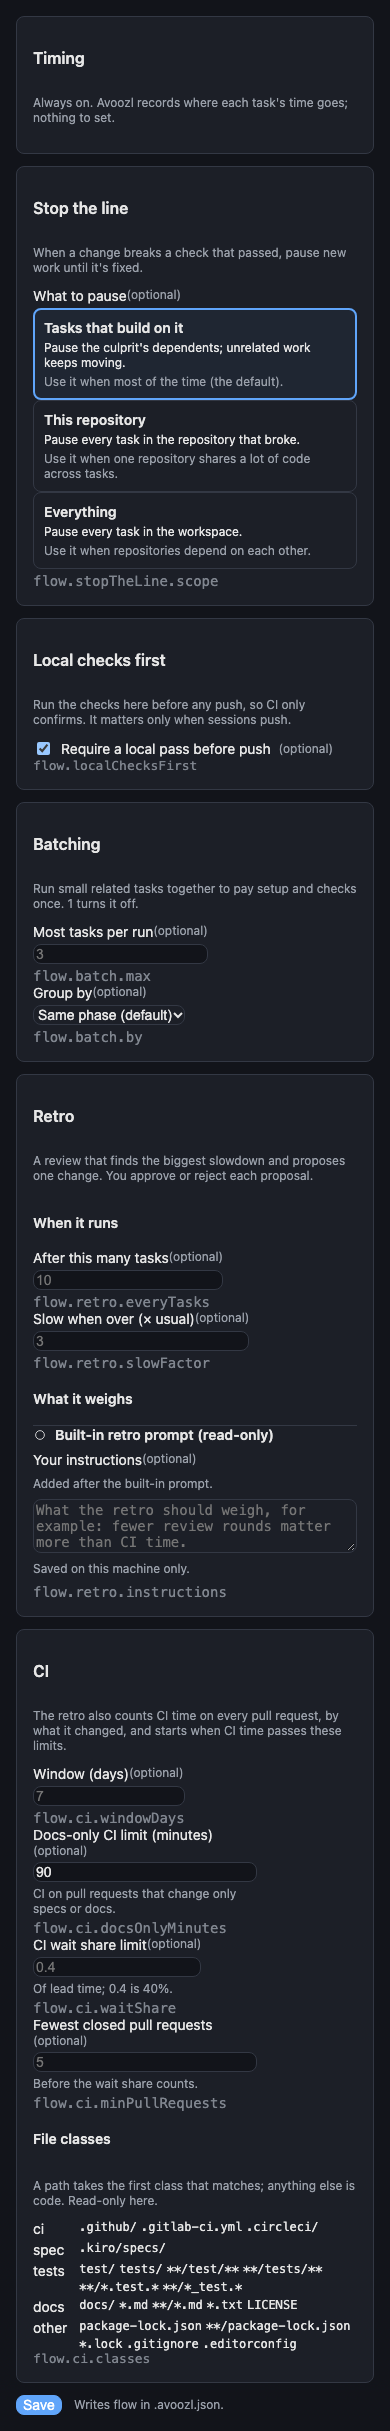 Timing
Always on. Avoozl records where each task's time goes;
nothing to set.
Stop the line
When a change breaks a check that passed, pause new
work until it's fixed.
What to pause(optional)
Tasks that build on it
Pause the culprit's dependents; unrelated work
keeps moving.
Use it when most of the time (the default).
This repository
Pause every task in the repository that broke.
Use it when one repository shares a lot of code
across tasks.
Everything
Pause every task in the workspace.
Use it when repositories depend on each other.
flow.stopTheLine.scope
Local checks first
Run the checks here before any push, so CI only
confirms. It matters only when sessions push.
Require a local pass before push (optional)
flow.localChecksFirst
Batching
Run small related tasks together to pay setup and checks
once. 1 turns it off.
Most tasks per run(optional)
3
flow.batch.max
Group by(optional)
Same phase (default)
flow.batch.by
Retro
A review that finds the biggest slowdown and proposes
one change. You approve or reject each proposal.
When it runs
After this many tasks(optional)
10
flow.retro.everyTasks
Slow when over (× usual)(optional)
3
flow.retro.slowFactor
What it weighs
Built-in retro prompt (read-only)
Your instructions(optional)
Added after the built-in prompt.
What the retro should weigh, for
example: fewer review rounds matter
more than CI time.
Saved on this machine only.
flow.retro.instructions
CI
The retro also counts CI time on every pull request, by
what it changed, and starts when CI time passes these
limits.
Window (days)(optional)
7
flow.ci.windowDays
Docs-only CI limit (minutes)
(optional)
90
CI on pull requests that change only
specs or docs.
flow.ci.docsOnlyMinutes
CI wait share limit(optional)
0.4
Of lead time; 0.4 is 40%.
flow.ci.waitShare
Fewest closed pull requests
(optional)
5
Before the wait share counts.
flow.ci.minPullRequests
File classes
A path takes the first class that matches; anything else is
code. Read-only here.
ci .github/ .gitlab-ci.yml .circleci/
spec .kiro/specs/
tests test/ tests/ **/test/** **/tests/**
**/*.test.* **/*_test.*
docs docs/ *.md **/*.md *.txt LICENSE
other package-lock.json **/package-lock.json
*.lock .gitignore .editorconfig
flow.ci.classes
Save Writes flow in .avoozl.json.